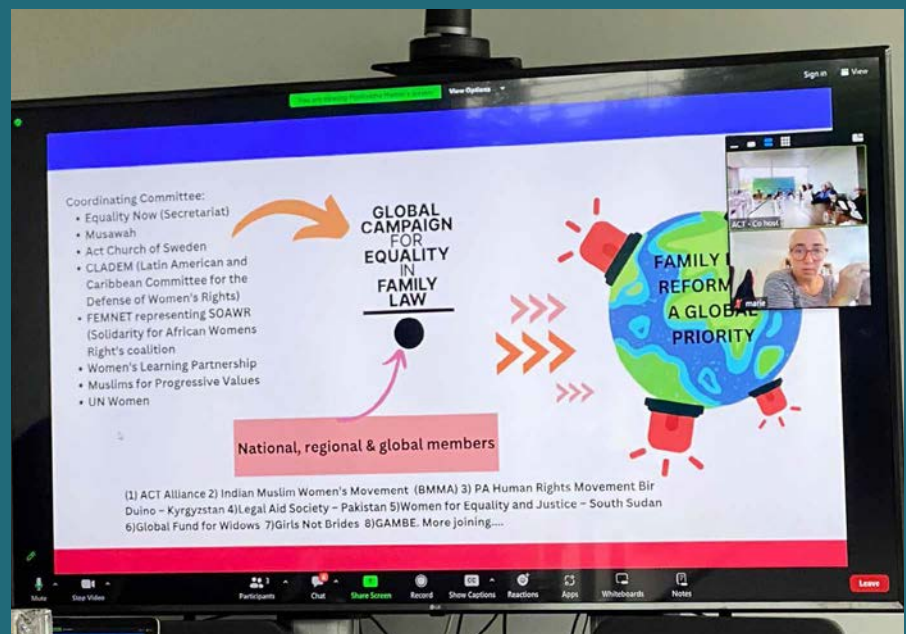 Sign in View
View Options
Coordinating Committee:
• Equality Now (Secretariat)
• Musawah
• Act Church of Sweden
• CLADEM (Latin American and
Caribbean Committee for the
Defense of Women's Rights)
• FEMNET representing SOAWR
(Solidarity for African Womens
Right's coalition
• Women's Learning Partnership
• Muslims for Progressive Values
• UN Women
GLOBAL
CAMPAIGN
FOR
EQUALITY
IN
FAMILY
LAW
ACT - Co host
marie
FAMILY
REFORM
A GLOBAL
PRIORITY
National, regional & global members
(1) ACT Alliance 2) Indian Muslim Women's Movement (BMMA) 3) PA Human Rights Movement Bir
Duino – Kyrgyzstan 4)Legal Aid Society – Pakistan 5)Women for Equality and Justice – South Sudan
6)Global Fund for Widows 7)Girls Not Brides 8)GAMBE. More joining....
Mute Stop Video Participants 3 Chat Share Screen Record CC Show Captions Reactions Apps Whiteboards Notes Leave
LG